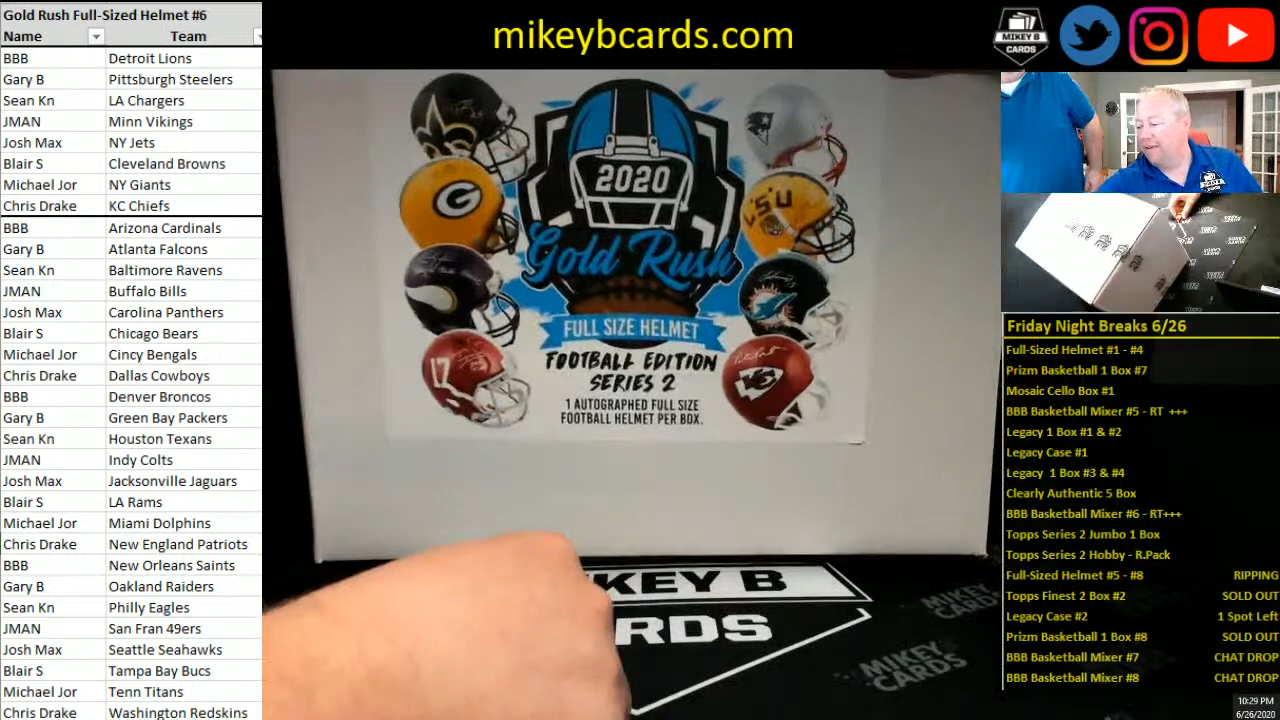 Gold Rush Full-Sized Helmet #6
Name Team
BBB Detroit Lions
Gary B Pittsburgh Steelers
Sean Kn LA Chargers
JMAN Minn Vikings
Josh Max NY Jets
Blair S Cleveland Browns
Michael Jor NY Giants
Chris Drake KC Chiefs
BBB Arizona Cardinals
Gary B Atlanta Falcons
Sean Kn Baltimore Ravens
JMAN Buffalo Bills
Josh Max Carolina Panthers
Blair S Chicago Bears
Michael Jor Cincy Bengals
Chris Drake Dallas Cowboys
BBB Denver Broncos
Gary B Green Bay Packers
Sean Kn Houston Texans
JMAN Indy Colts
Josh Max Jacksonville Jaguars
Blair S LA Rams
Michael Jor Miami Dolphins
Chris Drake New England Patriots
BBB New Orleans Saints
Gary B Oakland Raiders
Sean Kn Philly Eagles
JMAN San Fran 49ers
Josh Max Seattle Seahawks
Blair S Tampa Bay Bucs
Michael Jor Tenn Titans
Chris Drake Washington Redskins
mikeybcards.com
MIKEY B
CARDS
2020
Gold Rush
FULL SIZE HELMET
FOOTBALL EDITION
SERIES 2
1 AUTOGRAPHED FULL SIZE
FOOTBALL HELMET PER BOX.
G
LSU
17
KC
KEY B
RDS
MIKEY
CARDS
MIKEY
CARDS
Friday Night Breaks 6/26
Full-Sized Helmet #1 - #4
Prizm Basketball 1 Box #7
Mosaic Cello Box #1
BBB Basketball Mixer #5 - RT +++
Legacy 1 Box #1 & #2
Legacy Case #1
Legacy 1 Box #3 & #4
Clearly Authentic 5 Box
BBB Basketball Mixer #6 - RT+++
Topps Series 2 Jumbo 1 Box
Topps Series 2 Hobby - R.Pack
Full-Sized Helmet #5 - #8 RIPPING
Topps Finest 2 Box #2 SOLD OUT
Legacy Case #2 1 Spot Left
Prizm Basketball 1 Box #8 SOLD OUT
BBB Basketball Mixer #7 CHAT DROP
BBB Basketball Mixer #8 CHAT DROP
10:29 PM
6/26/2020